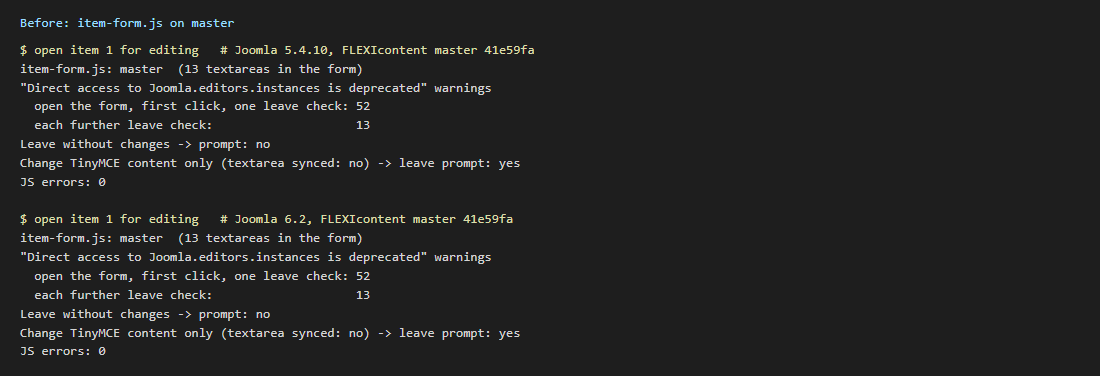 Before: item-form.js on master
$ open item 1 for editing   # Joomla 5.4.10, FLEXIcontent master 41e59fa
item-form.js: master  (13 textareas in the form)
"Direct access to Joomla.editors.instances is deprecated" warnings
  open the form, first click, one leave check: 52
  each further leave check:                    13
Leave without changes -> prompt: no
Change TinyMCE content only (textarea synced: no) -> leave prompt: yes
JS errors: 0
$ open item 1 for editing   # Joomla 6.2, FLEXIcontent master 41e59fa
item-form.js: master  (13 textareas in the form)
"Direct access to Joomla.editors.instances is deprecated" warnings
  open the form, first click, one leave check: 52
  each further leave check:                    13
Leave without changes -> prompt: no
Change TinyMCE content only (textarea synced: no) -> leave prompt: yes
JS errors: 0